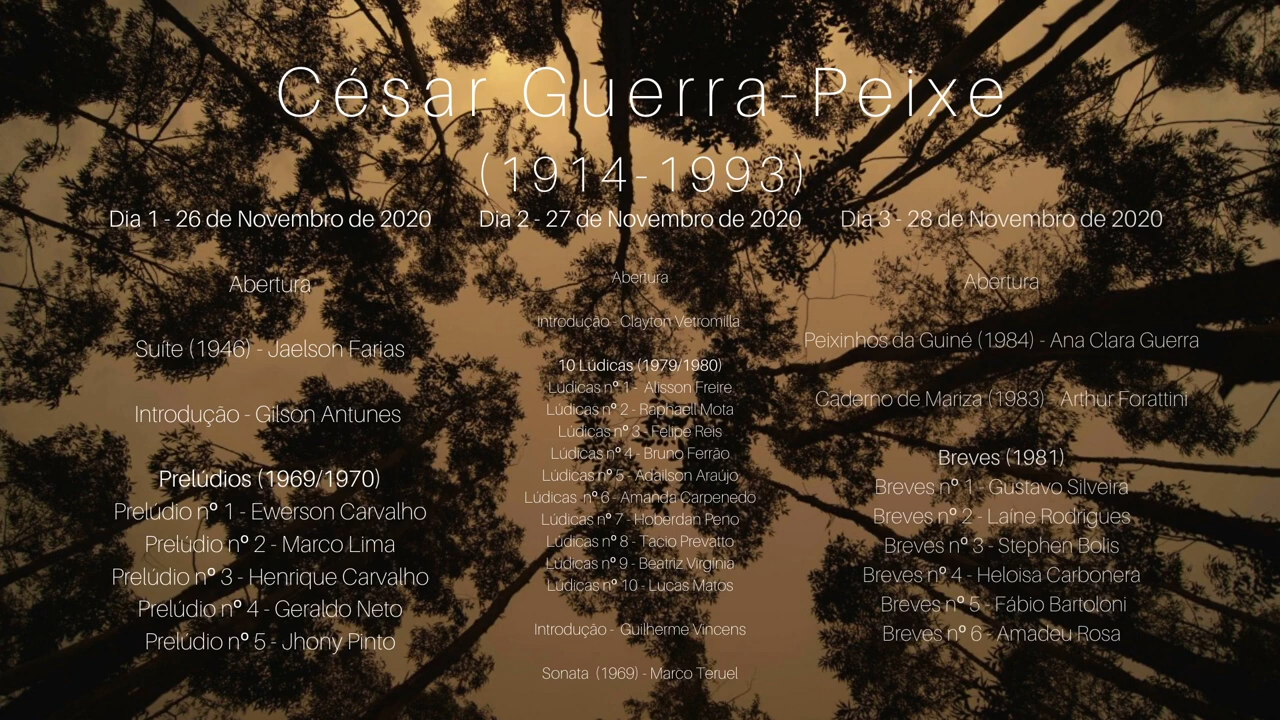 César Guerra-Peixe
(1914-1993)
Dia 1 - 26 de Novembro de 2020
Abertura
Suíte (1946) - Jaelson Farias
Introdução - Gilson Antunes
Prelúdios (1969/1970)
Prelúdio nº 1 - Ewerson Carvalho
Prelúdio nº 2 - Marco Lima
Prelúdio nº 3 - Henrique Carvalho
Prelúdio nº 4 - Geraldo Neto
Prelúdio nº 5 - Jhony Pinto
Dia 2 - 27 de Novembro de 2020
Abertura
Introdução - Clayton Vetromilla
10 Lúdicas (1979/1980)
Lúdicas nº 1 - Alisson Freire
Lúdicas nº 2 - Raphaell Mota
Lúdicas nº 3 - Felipe Reis
Lúdicas nº 4 - Bruno Ferrão
Lúdicas nº 5 - Adailson Araújo
Lúdicas nº 6 - Amanda Carpenedo
Lúdicas nº 7 - Hoberdan Peno
Lúdicas nº 8 - Tacio Prevatto
Lúdicas nº 9 - Beatriz Virgínia
Lúdicas nº 10 - Lucas Matos
Introdução - Guilherme Vincens
Sonata (1969) - Marco Teruel
Dia 3 - 28 de Novembro de 2020
Abertura
Peixinhos da Guiné (1984) - Ana Clara Guerra
Caderno de Mariza (1983) - Arthur Forattini
Breves (1981)
Breves nº 1 - Gustavo Silveira
Breves nº 2 - Laíne Rodrigues
Breves nº 3 - Stephen Bolis
Breves nº 4 - Heloisa Carbonera
Breves nº 5 - Fábio Bartoloni
Breves nº 6 - Amadeu Rosa